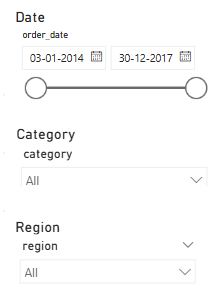 Date
order_date
03-01-2014 30-12-2017
Category
category
All
Region
region
All